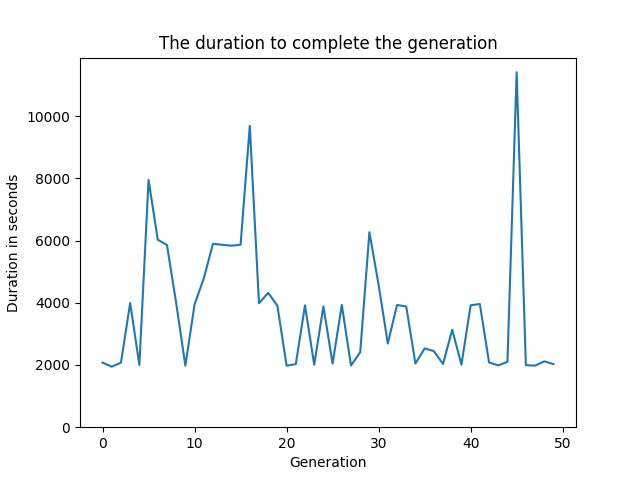 The duration to complete the generation
Duration in seconds
10000
8000
6000
4000
2000
0
0 10 20 30 40 50
Generation